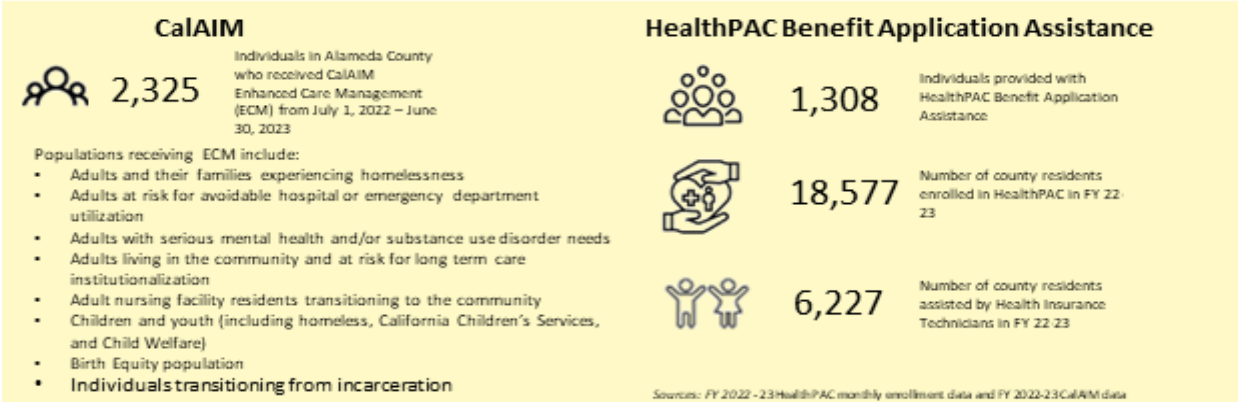 CalAIM
2,325
Individuals in Alameda County
who received CalAIM
Enhanced Care Management
(ECM) from July 1, 2022 – June
30, 2023
Populations receiving ECM include:
• Adults and their families experiencing homelessness
• Adults at risk for avoidable hospital or emergency department
utilization
• Adults with serious mental health and/or substance use disorder needs
• Adults living in the community and at risk for long term care
institutionalization
• Adult nursing facility residents transitioning to the community
• Children and youth (including homeless, California Children's Services,
and Child Welfare)
• Birth Equity population
• Individuals transitioning from incarceration
HealthPAC Benefit Application Assistance
1,308
Individuals provided with
HealthPAC Benefit Application
Assistance
18,577
Number of county residents
enrolled in HealthPAC in FY 22-
23
6,227
Number of county residents
assisted by Health Insurance
Technicians in FY 22-23
Sources: FY 2022 - 23 HealthPAC monthly enrollment data and FY 2022-23 CalAIM data